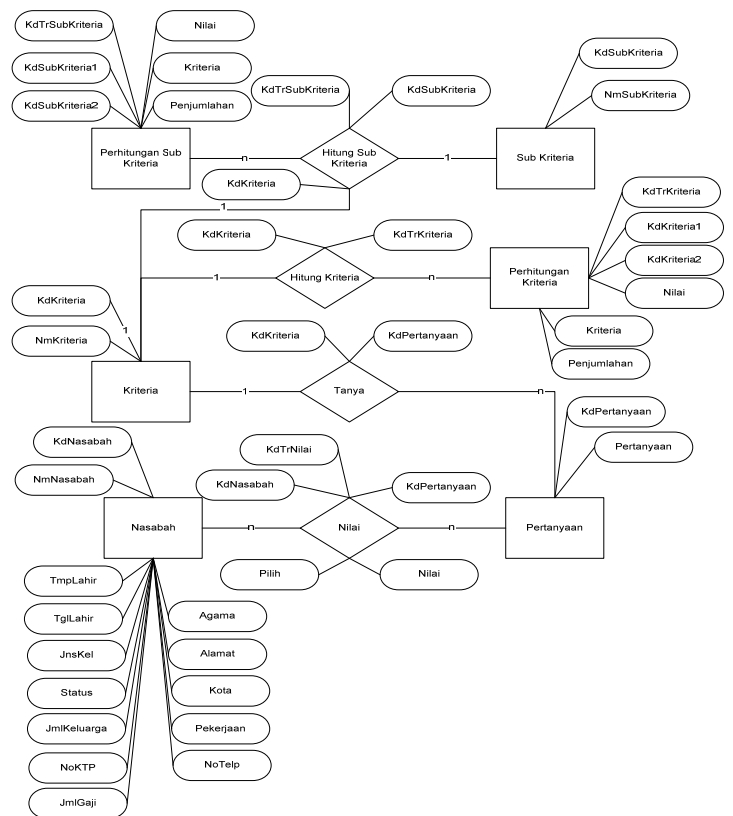 KdTrSubKriteria
Nilai
KdSubKriteria1
Kriteria
KdSubKriteria2
Penjumlahan
Perhitungan Sub
Kriteria
n
KdTrSubKriteria
KdSubKriteria
Hitung Sub
Kriteria
KdKriteria
1
KdSubKriteria
NmSubKriteria
Sub Kriteria
1
KdKriteria
KdTrKriteria
1
Hitung Kriteria
n
Perhitungan
Kriteria
KdTrKriteria
KdKriteria1
KdKriteria2
Nilai
Kriteria
Penjumlahan
KdKriteria
1
NmKriteria
Kriteria
KdKriteria
KdPertanyaan
1
Tanya
n
KdPertanyaan
Pertanyaan
KdNasabah
NmNasabah
Nasabah
n
KdTrNilai
KdNasabah
KdPertanyaan
Nilai
n
Pertanyaan
Pilih
Nilai
TmpLahir
TglLahir
JnsKel
Status
JmlKeluarga
NoKTP
JmlGaji
Agama
Alamat
Kota
Pekerjaan
NoTelp